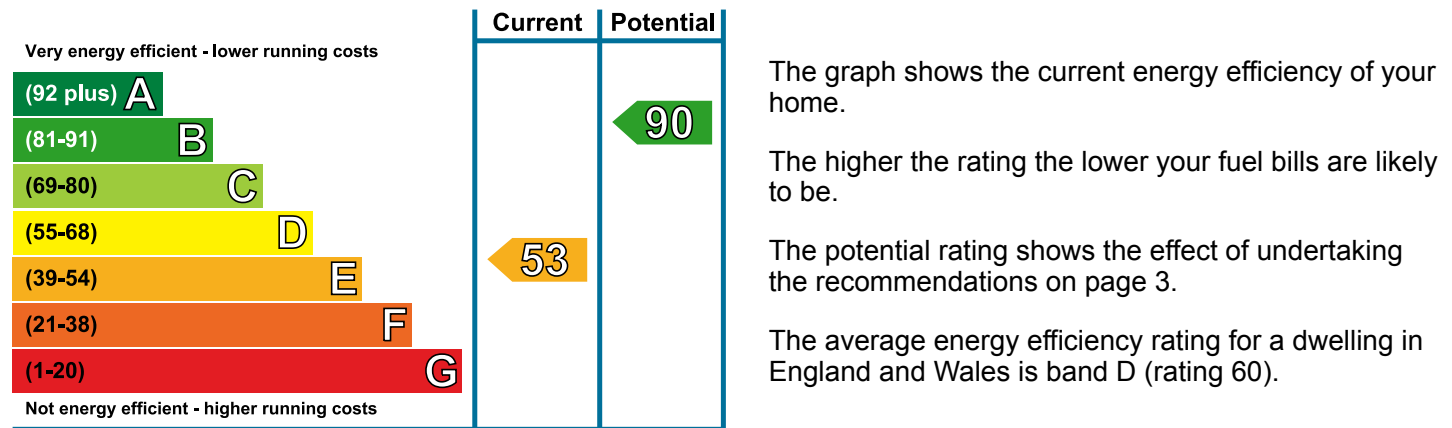 Current Potential
Very energy efficient - lower running costs
(92 plus) A
(81-91) B
(69-80) C
(55-68) D
(39-54) E
(21-38) F
(1-20) G
Not energy efficient - higher running costs
90
53
The graph shows the current energy efficiency of your
home.
The higher the rating the lower your fuel bills are likely
to be.
The potential rating shows the effect of undertaking
the recommendations on page 3.
The average energy efficiency rating for a dwelling in
England and Wales is band D (rating 60).